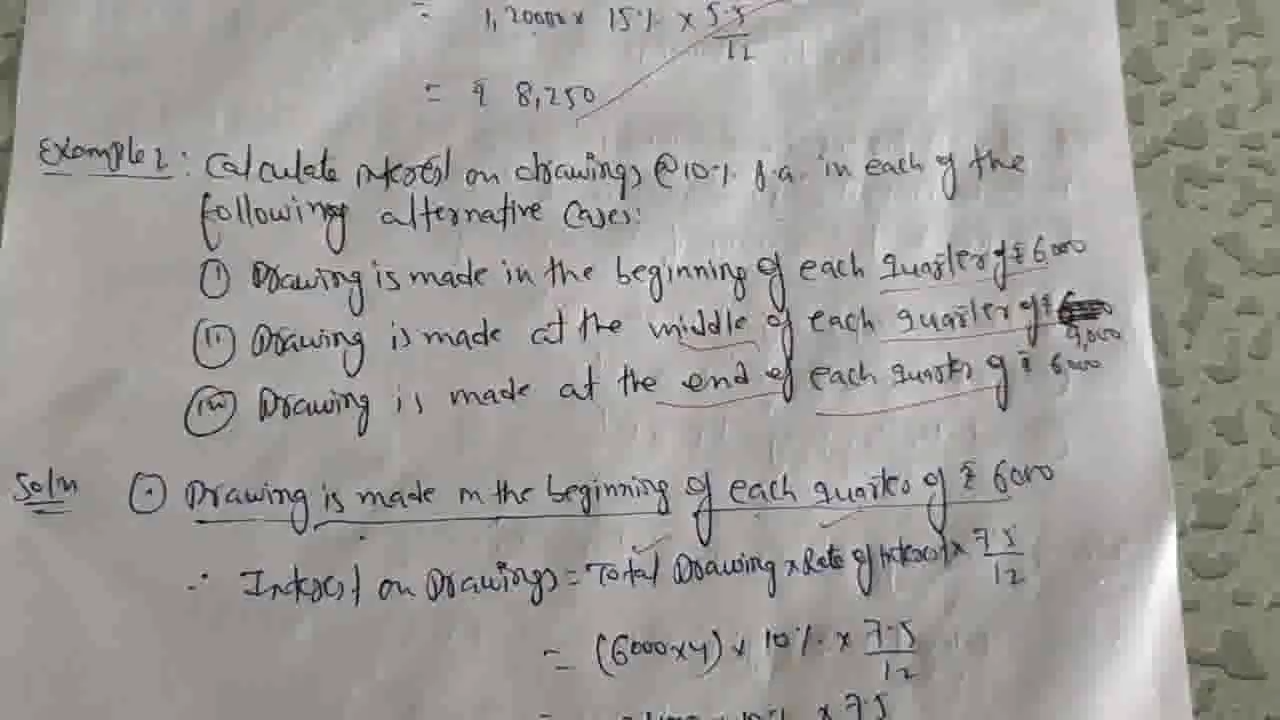 = 1,20000 x 15% x 5.5/12
= ₹ 8,250
Example 2: Calculate interest on drawings @10% p.a. in each of the
following alternative cases:
(i) Drawing is made in the beginning of each quarter of ₹ 6000
(ii) Drawing is made at the middle of each quarter of ₹
9,000
(iii) Drawing is made at the end of each quarter of ₹ 6000
Soln (i) Drawing is made in the beginning of each quarter of ₹ 6000
∴ Interest on Drawings = Total Drawing x Rate of Interest x 7.5/12
= (6000x4) x 10% x 7.5/12
= x 10% x 7.5